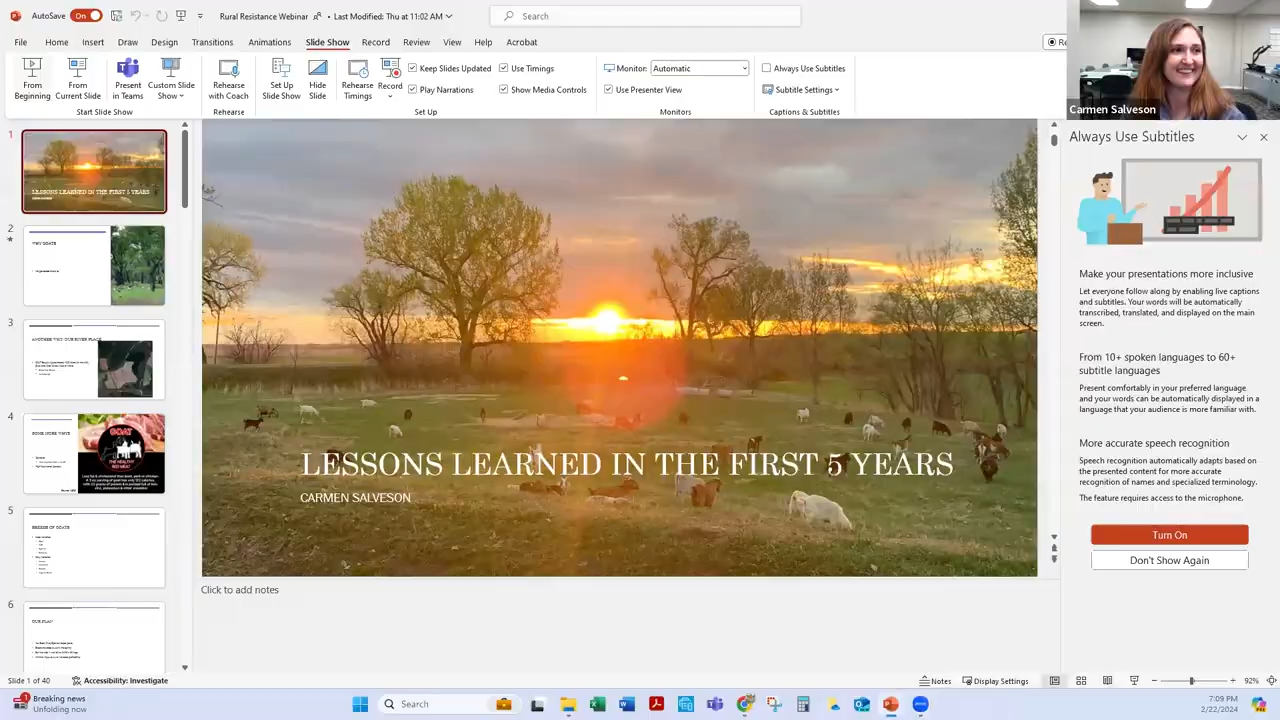 AutoSave On Rural Resistance Webinar • Last Modified: Thu at 11:02 AM Search
File Home Insert Draw Design Transitions Animations Slide Show Record Review View Help Acrobat
From Beginning
From Current Slide
Present in Teams
Custom Slide Show
Start Slide Show
Rehearse with Coach
Rehearse
Set Up Slide Show
Hide Slide
Rehearse Timings
Record
Keep Slides Updated
Play Narrations
Use Timings
Show Media Controls
Set Up
Monitor: Automatic
Use Presenter View
Monitors
Always Use Subtitles
Subtitle Settings
Captions & Subtitles
Carmen Salveson
1
LESSONS LEARNED IN THE FIRST 5 YEARS
2
WHY GOATS
3
ANOTHER WHY: OUR RIVER PLACE
4
SOME MORE WHYS
GOAT
THE HEALTHY
RED MEAT
5
BREEDS OF GOATS
6
OUR PLAN
LESSONS LEARNED IN THE FIRST 5 YEARS
CARMEN SALVESON
Click to add notes
Always Use Subtitles
Make your presentations more inclusive
Let everyone follow along by enabling live captions
and subtitles. Your words will be automatically
transcribed, translated, and displayed on the main
screen.
From 10+ spoken languages to 60+
subtitle languages
Present comfortably in your preferred language
and your words can be automatically displayed in a
language that your audience is more familiar with.
More accurate speech recognition
Speech recognition automatically adapts based on
the presented content for more accurate
recognition of names and specialized terminology.
The feature requires access to the microphone.
Turn On
Don't Show Again
Slide 1 of 40 Accessibility: Investigate Notes Display Settings 92%
1
Breaking news
Unfolding now
Search
7:09 PM
2/22/2024